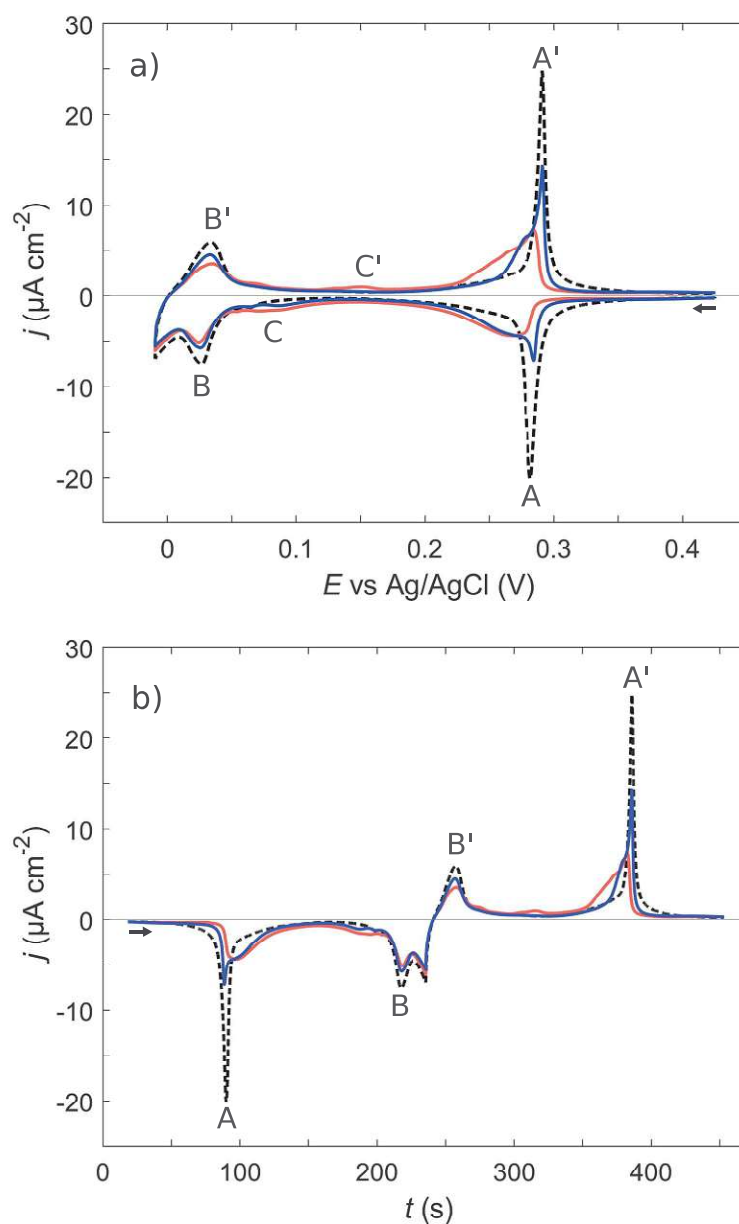 a)
30
20
10
0
-10
-20
j (µA cm⁻²)
A'
B'
C'
C
B
A
0 0.1 0.2 0.3 0.4
E vs Ag/AgCl (V)
b)
30
20
10
0
-10
-20
j (µA cm⁻²)
A'
B'
B
A
0 100 200 300 400
t (s)